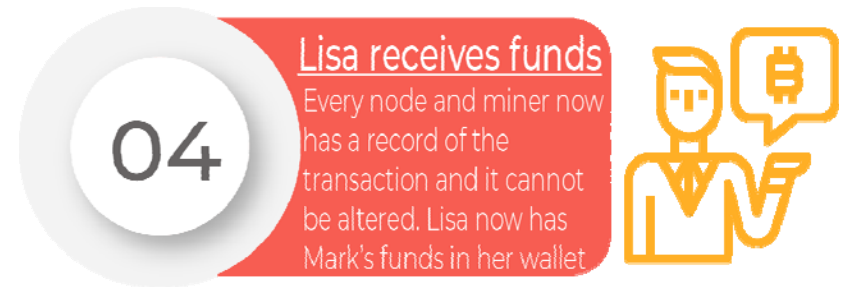 04
Lisa receives funds
Every node and miner now
has a record of the
transaction and it cannot
be altered. Lisa now has
Mark's funds in her wallet